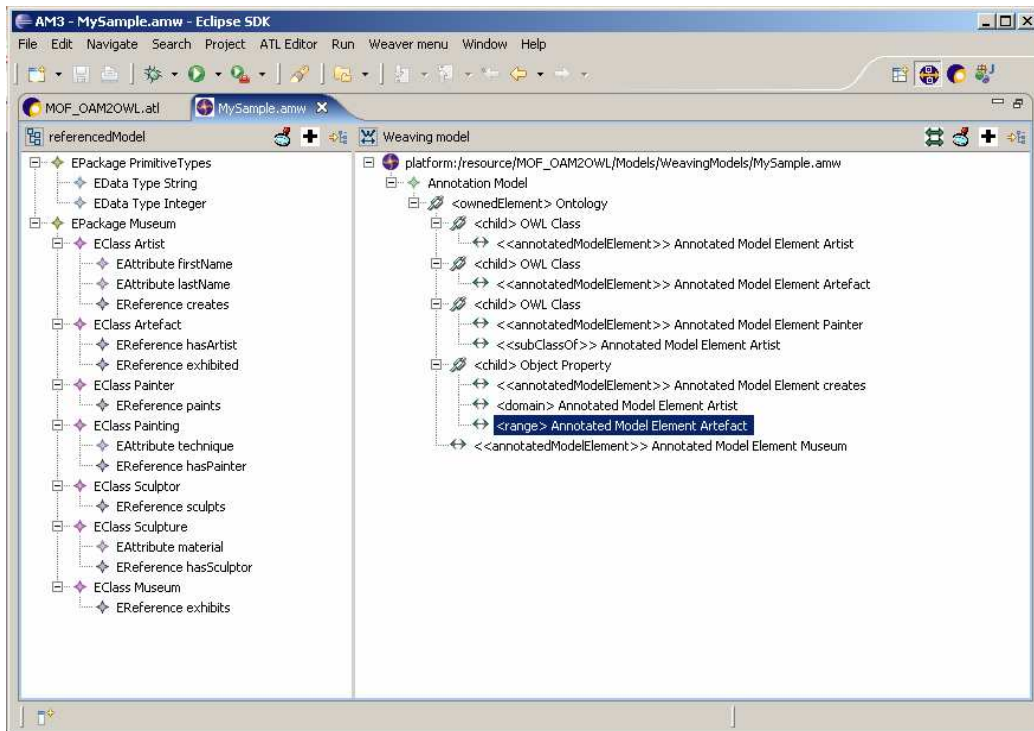 AM3 - MySample.amw - Eclipse SDK
File Edit Navigate Search Project ATL Editor Run Weaver menu Window Help
MOF_OAM2OWL.atl MySample.amw
referencedModel
EPackage PrimitiveTypes
EData Type String
EData Type Integer
EPackage Museum
EClass Artist
EAttribute firstName
EAttribute lastName
EReference creates
EClass Artefact
EReference hasArtist
EReference exhibited
EClass Painter
EReference paints
EClass Painting
EAttribute technique
EReference hasPainter
EClass Sculptor
EReference sculpts
EClass Sculpture
EAttribute material
EReference hasSculptor
EClass Museum
EReference exhibits
Weaving model
platform:/resource/MOF_OAM2OWL/Models/WeavingModels/MySample.amw
Annotation Model
<ownedElement> Ontology
<child> OWL Class
<<annotatedModelElement>> Annotated Model Element Artist
<child> OWL Class
<<annotatedModelElement>> Annotated Model Element Artefact
<child> OWL Class
<<annotatedModelElement>> Annotated Model Element Painter
<<subClassOf>> Annotated Model Element Artist
<child> Object Property
<<annotatedModelElement>> Annotated Model Element creates
<domain> Annotated Model Element Artist
<range> Annotated Model Element Artefact
<<annotatedModelElement>> Annotated Model Element Museum